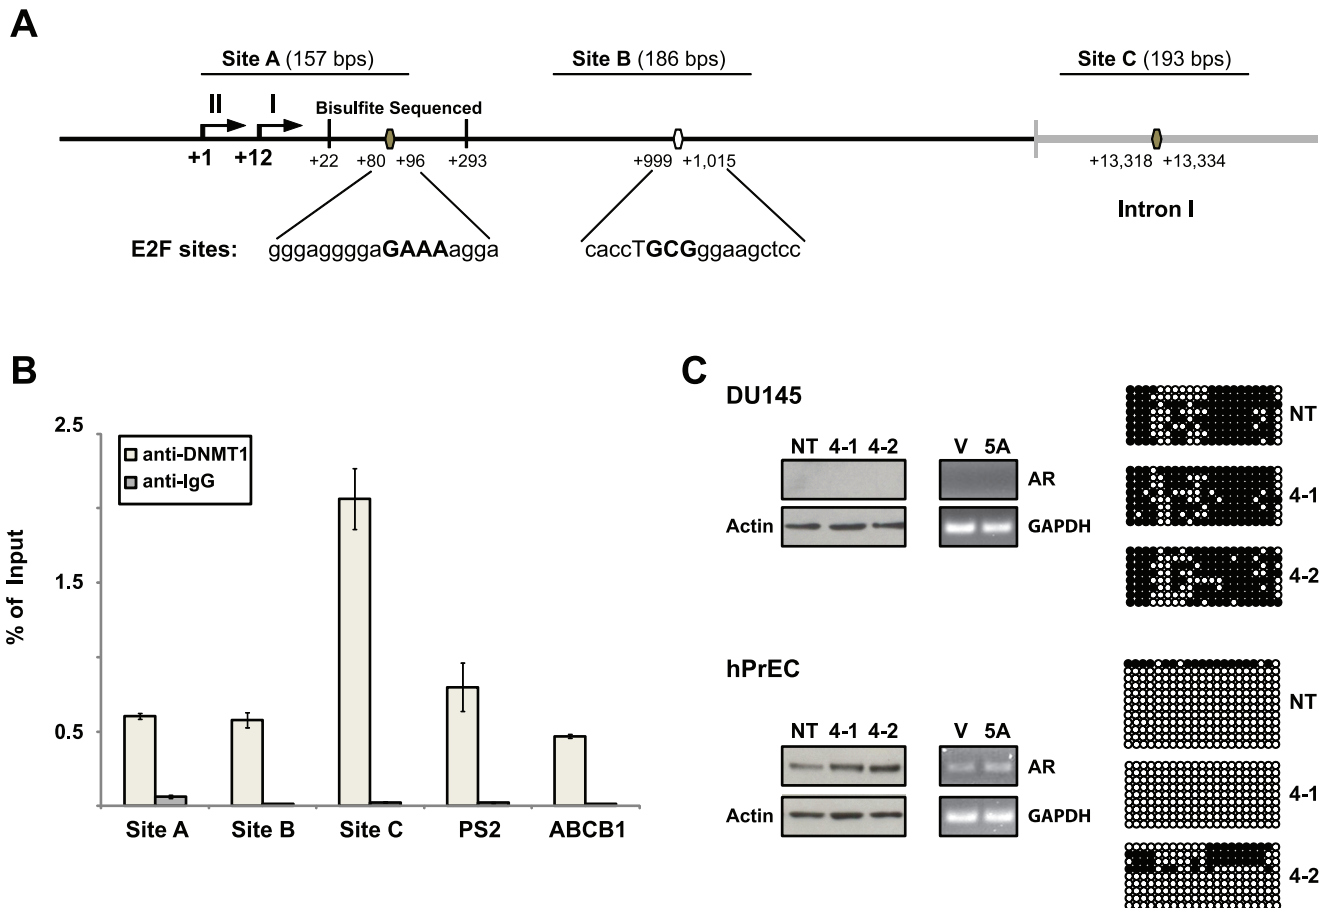 A
Site A (157 bps)
Site B (186 bps)
Site C (193 bps)
II
I
Bisulfite Sequenced
+1
+12
+22
+80
+96
+293
+999
+1,015
+13,318
+13,334
Intron I
E2F sites:
gggaggggaGAAAagga
caccTGCGggaagctcc
B
2.5
1.5
0.5
% of Input
anti-DNMT1
anti-IgG
Site A
Site B
Site C
PS2
ABCB1
C
DU145
NT 4-1 4-2
V 5A
AR
Actin
GAPDH
NT
4-1
4-2
hPrEC
NT 4-1 4-2
V 5A
AR
Actin
GAPDH
NT
4-1
4-2